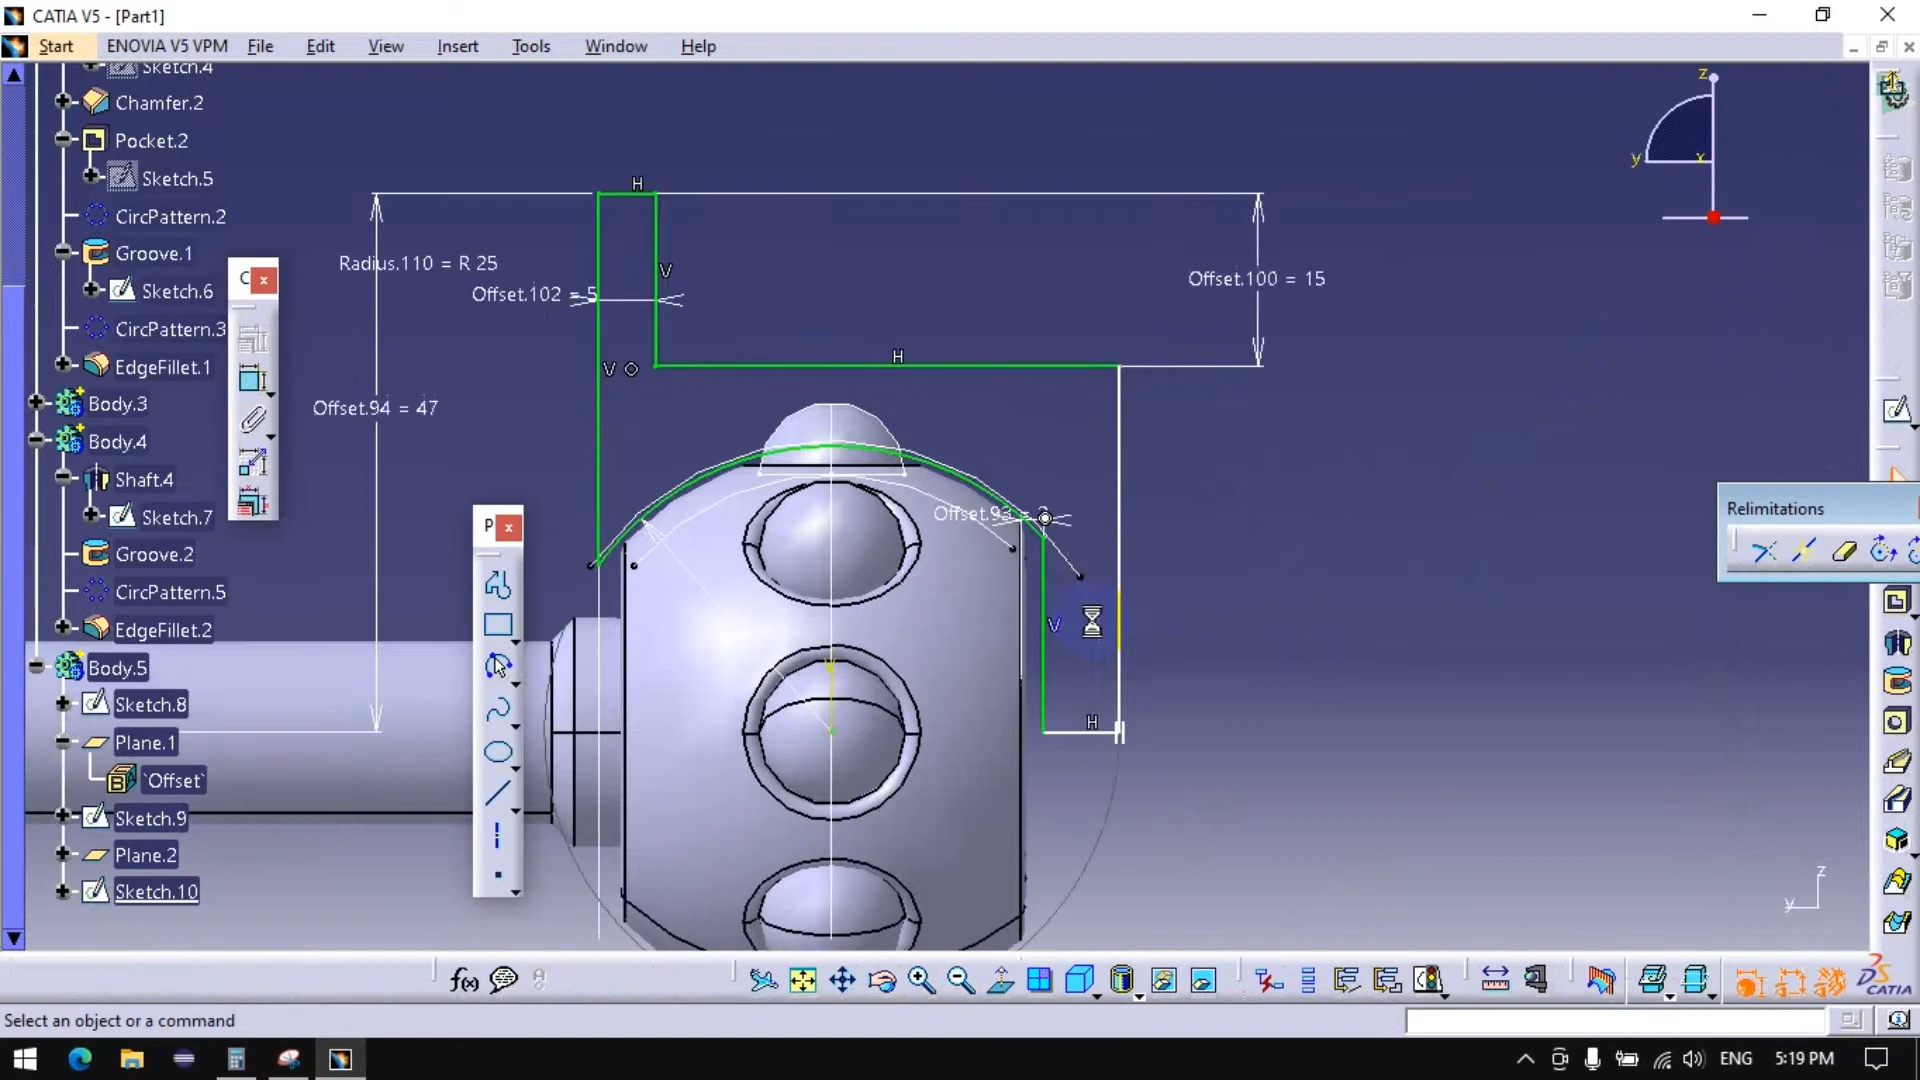 CATIA V5 - [Part1]
Start ENOVIA V5 VPM File Edit View Insert Tools Window Help
Sketch.4
Chamfer.2
Pocket.2
Sketch.5
CircPattern.2
Groove.1
Sketch.6
CircPattern.3
EdgeFillet.1
Body.3
Body.4
Shaft.4
Sketch.7
Groove.2
CircPattern.5
EdgeFillet.2
Body.5
Sketch.8
Plane.1
`Offset`
Sketch.9
Plane.2
Sketch.10
C
P
H
Radius.110 = R 25
V
Offset.102 = 5
Offset.100 = 15
V
H
Offset.94 = 47
Offset.93 = 2
V
H
z
y
x
Relimitations
z
y
f(x)
CATIA
Select an object or a command
ENG
5:19 PM